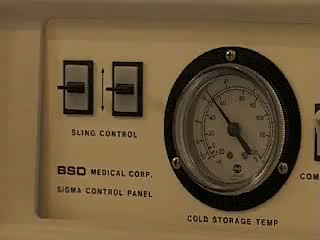 SLING CONTROL
BSD MEDICAL CORP.
SIGMA CONTROL PANEL
COLD STORAGE TEMP
COM